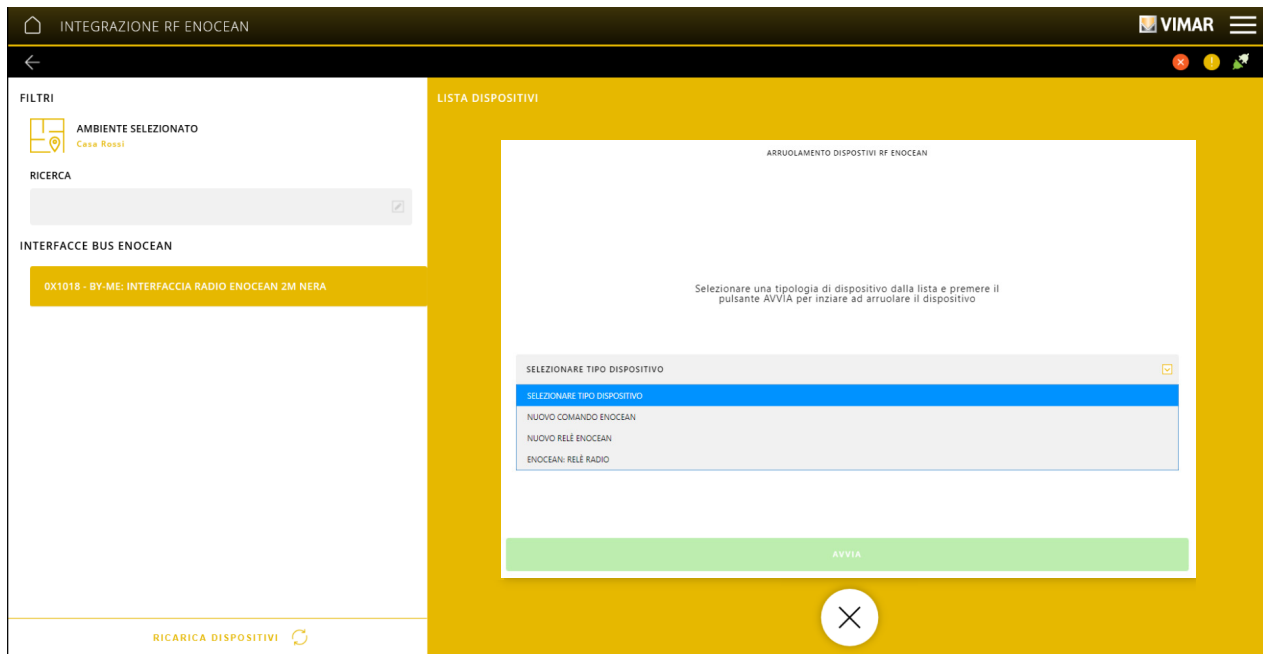 INTEGRAZIONE RF ENOCEAN
VIMAR
FILTRI
AMBIENTE SELEZIONATO
Casa Rossi
RICERCA
INTERFACCE BUS ENOCEAN
0X1018 - BY-ME: INTERFACCIA RADIO ENOCEAN 2M NERA
RICARICA DISPOSITIVI
LISTA DISPOSITIVI
ARRUOLAMENTO DISPOSTIVI RF ENOCEAN
Selezionare una tipologia di dispositivo dalla lista e premere il
pulsante AVVIA per inziare ad arruolare il dispositivo
SELEZIONARE TIPO DISPOSITIVO
SELEZIONARE TIPO DISPOSITIVO
NUOVO COMANDO ENOCEAN
NUOVO RELÈ ENOCEAN
ENOCEAN: RELÈ RADIO
AVVIA